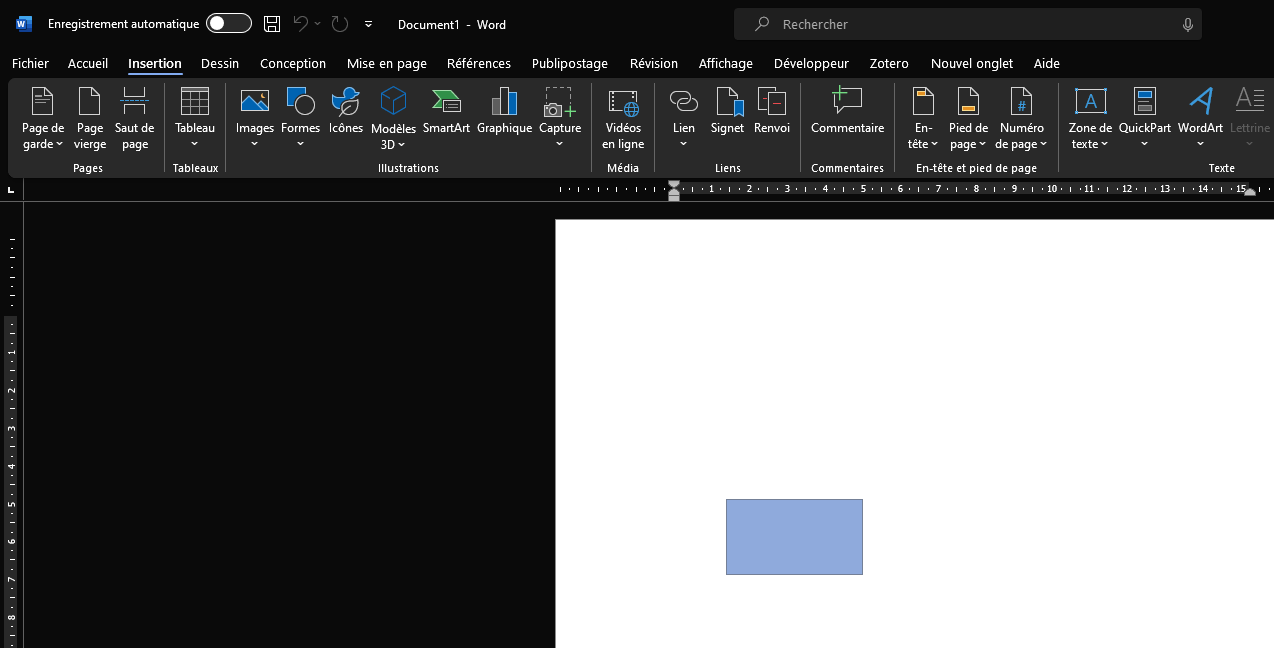 Enregistrement automatique
Document1 - Word
Rechercher
Fichier Accueil Insertion Dessin Conception Mise en page Références Publipostage Révision Affichage Développeur Zotero Nouvel onglet Aide
Page de garde
Page vierge
Saut de page
Tableau
Images
Formes
Icônes
Modèles 3D
SmartArt
Graphique
Capture
Vidéos en ligne
Lien
Signet
Renvoi
Commentaire
En-tête
Pied de page
Numéro de page
Zone de texte
QuickPart
WordArt
Lettrine
Pages
Tableaux
Illustrations
Média
Liens
Commentaires
En-tête et pied de page
Texte
1 2 3 4 5 6 7 8 9 10 11 12 13 14 15
1
2
3
4
5
6
7
8